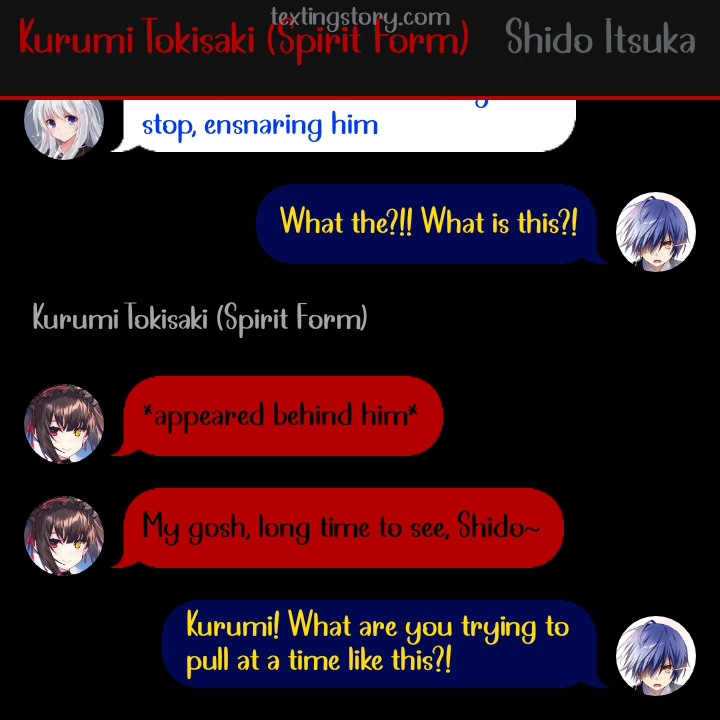 textingstory.com
Kurumi Tokisaki (Spirit Form) Shido Itsuka
stop, ensnaring him
What the?!! What is this?!
Kurumi Tokisaki (Spirit Form)
*appeared behind him*
My gosh, long time to see, Shido~
Kurumi! What are you trying to
pull at a time like this?!